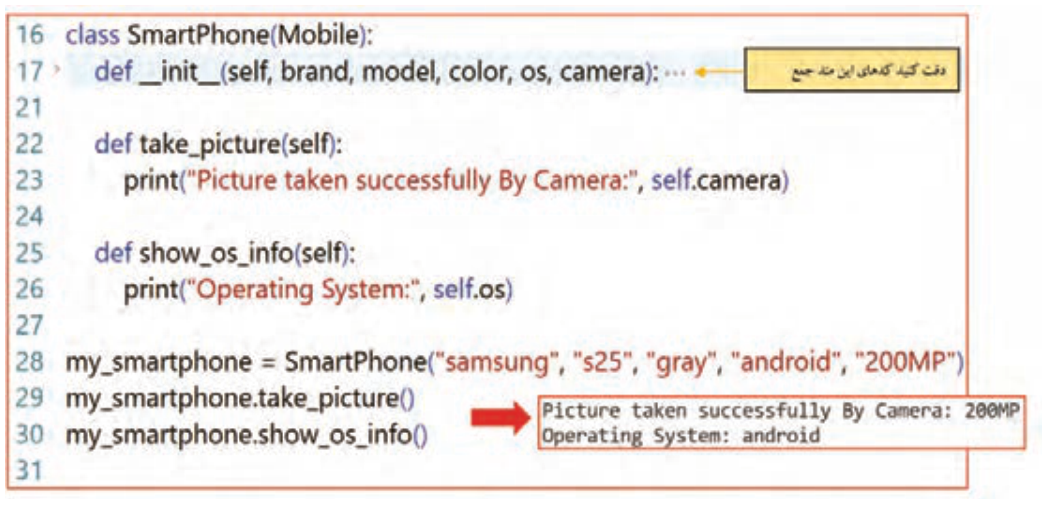 16 class SmartPhone(Mobile):
17 > def __init__(self, brand, model, color, os, camera): ...
دقت کنید کدهای این متد جمع
21
22 def take_picture(self):
23 print("Picture taken successfully By Camera:", self.camera)
24
25 def show_os_info(self):
26 print("Operating System:", self.os)
27
28 my_smartphone = SmartPhone("samsung", "s25", "gray", "android", "200MP")
29 my_smartphone.take_picture()
30 my_smartphone.show_os_info()
31
Picture taken successfully By Camera: 200MP
Operating System: android